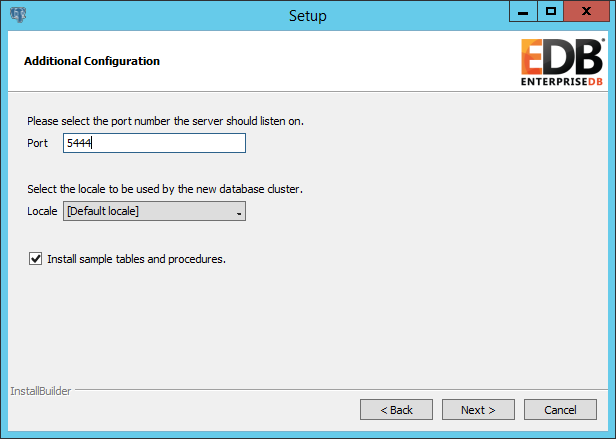 Setup
Additional Configuration
EDB
ENTERPRISEDB
Please select the port number the server should listen on.
Port 5444
Select the locale to be used by the new database cluster.
Locale [Default locale]
Install sample tables and procedures.
InstallBuilder
< Back Next > Cancel